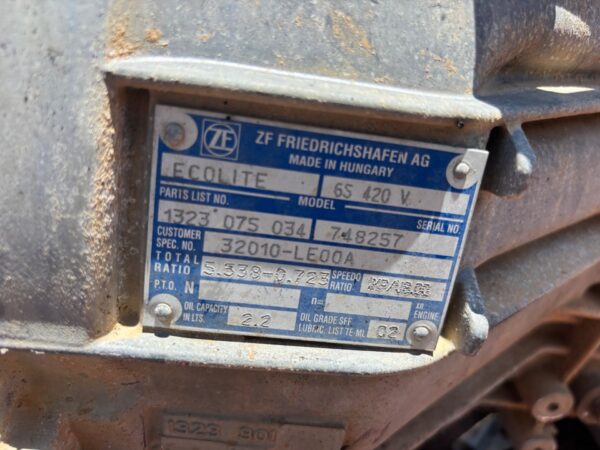 ZF
ZF FRIEDRICHSHAFEN AG
MADE IN HUNGARY
ECOLITE 6S 420 V
PARTS LIST NO. MODEL SERIAL NO.
1323 075 034 748257
CUSTOMER SPEC. NO. 32010-LE00A
TOTAL RATIO 5.338-0.723 SPEEDO RATIO
P.T.O. N n= x n ENGINE
OIL CAPACITY IN LTS. 2.2 OIL GRADE SEE LUBRIC. LIST TE-ML 02
1323 301